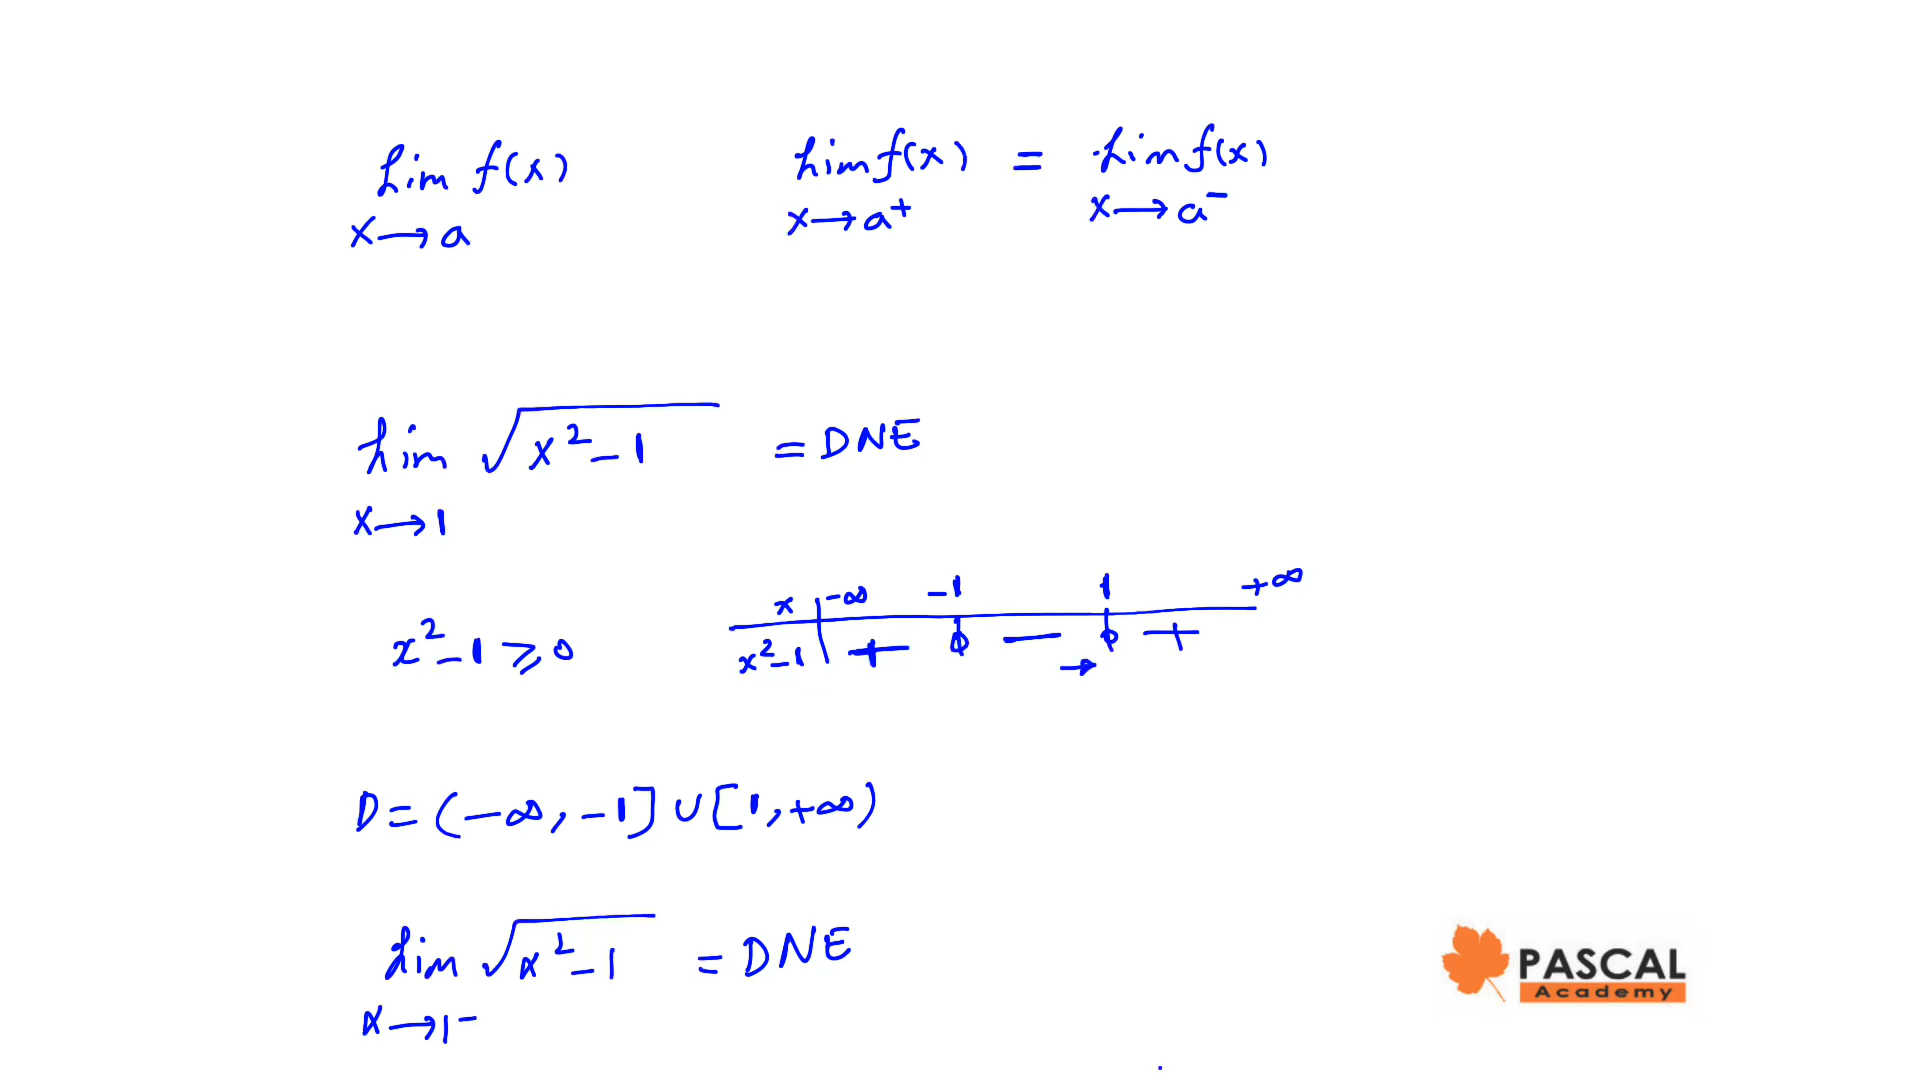 lim f(x) lim f(x) = lim f(x)
x→a x→a⁺ x→a⁻
lim √(x²-1) = DNE
x→1
x -∞ -1 1 +∞
x²-1≥0 x²-1 + 0 — 0 +
→
D = (-∞, -1] ∪ [1, +∞)
lim √(x²-1) = DNE
x→1⁻
PASCAL
Academy